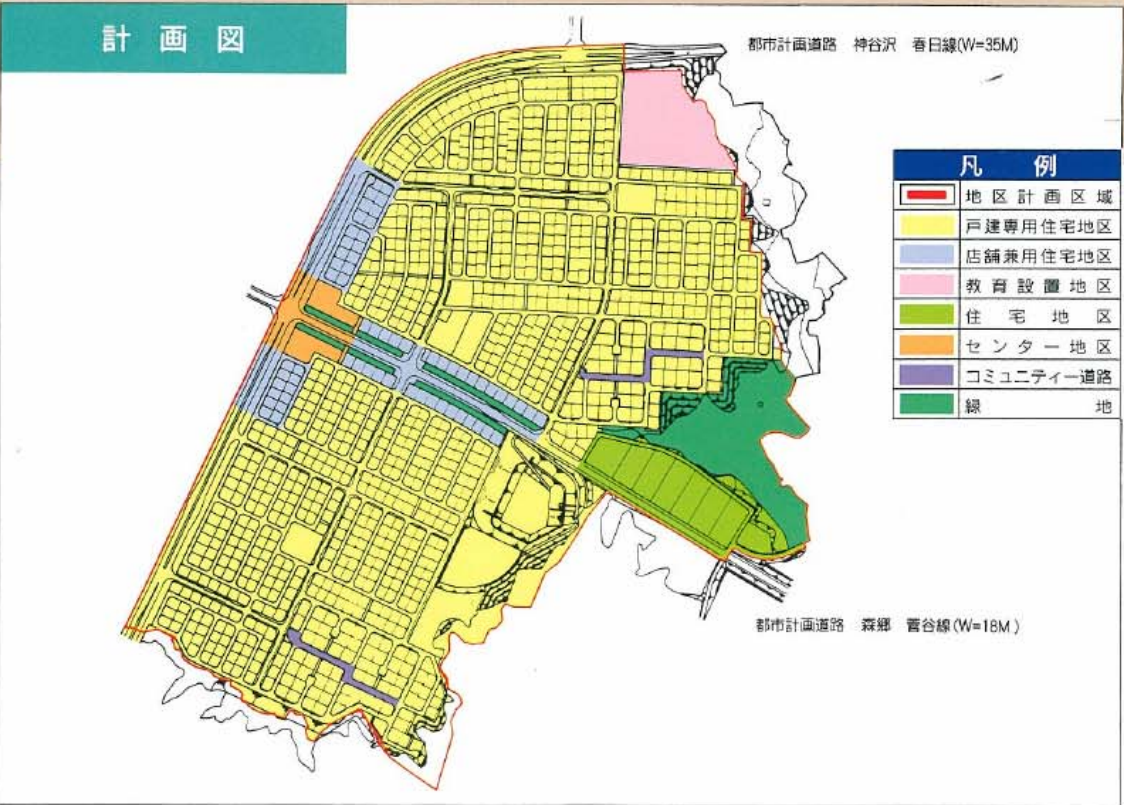 計画図
都市計画道路 神谷沢 春日線(W=35M)
凡例
地区計画区域
戸建専用住宅地区
店舗兼用住宅地区
教育設置地区
住宅地区
センター地区
コミュニティー道路
緑地
都市計画道路 森郷 菅谷線(W=18M)